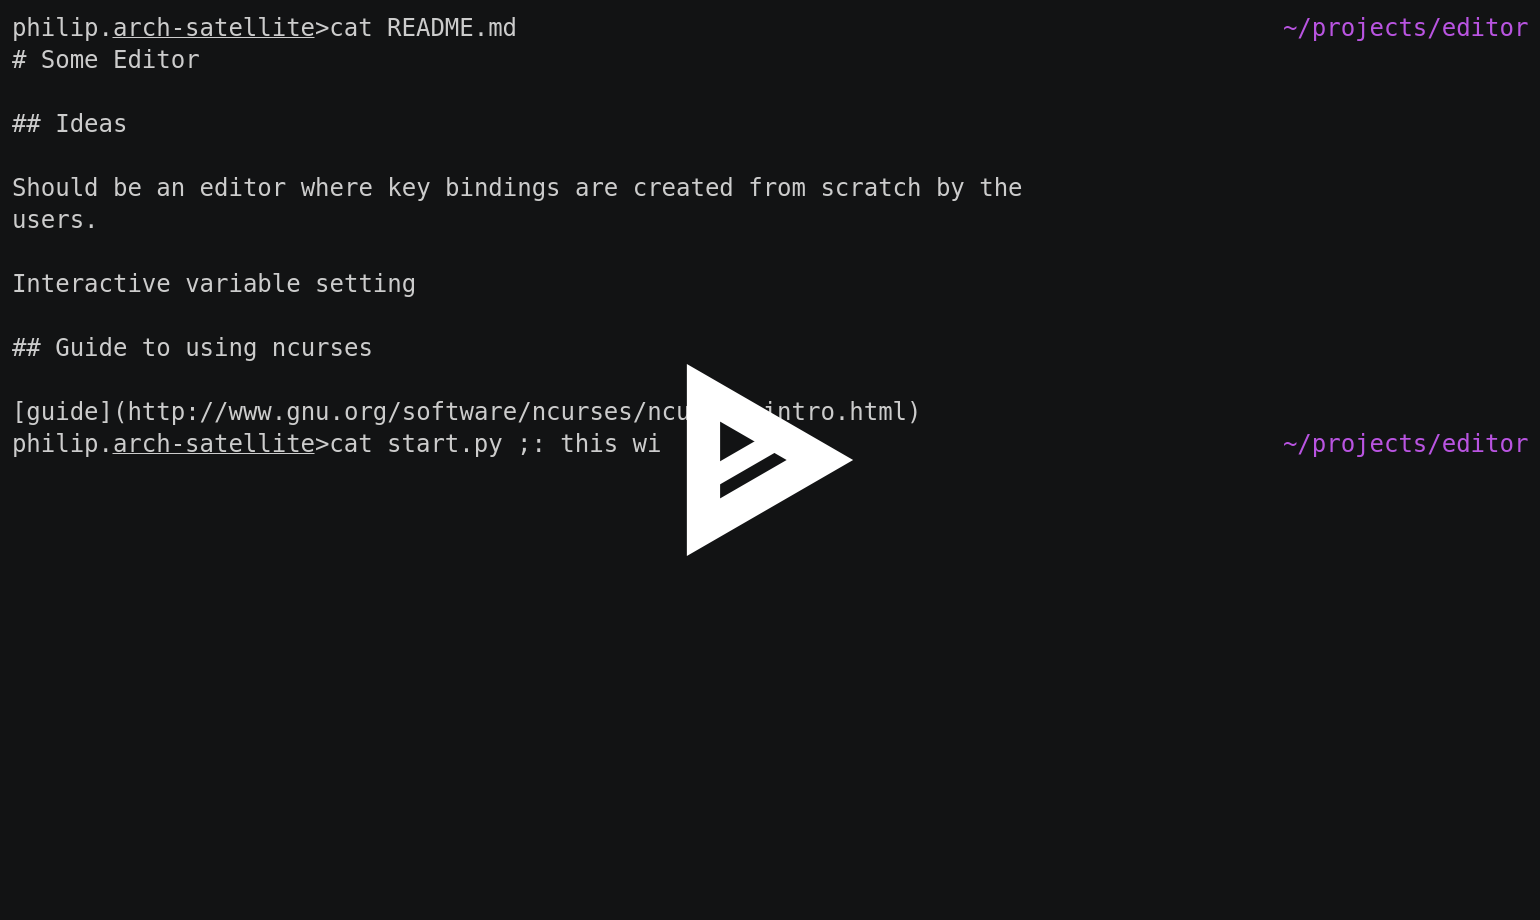 philip.arch-satellite>cat README.md ~/projects/editor
# Some Editor
## Ideas
Should be an editor where key bindings are created from scratch by the
users.
Interactive variable setting
## Guide to using ncurses
[guide](http://www.gnu.org/software/ncurses/ncu intro.html)
philip.arch-satellite>cat start.py ;: this wi ~/projects/editor